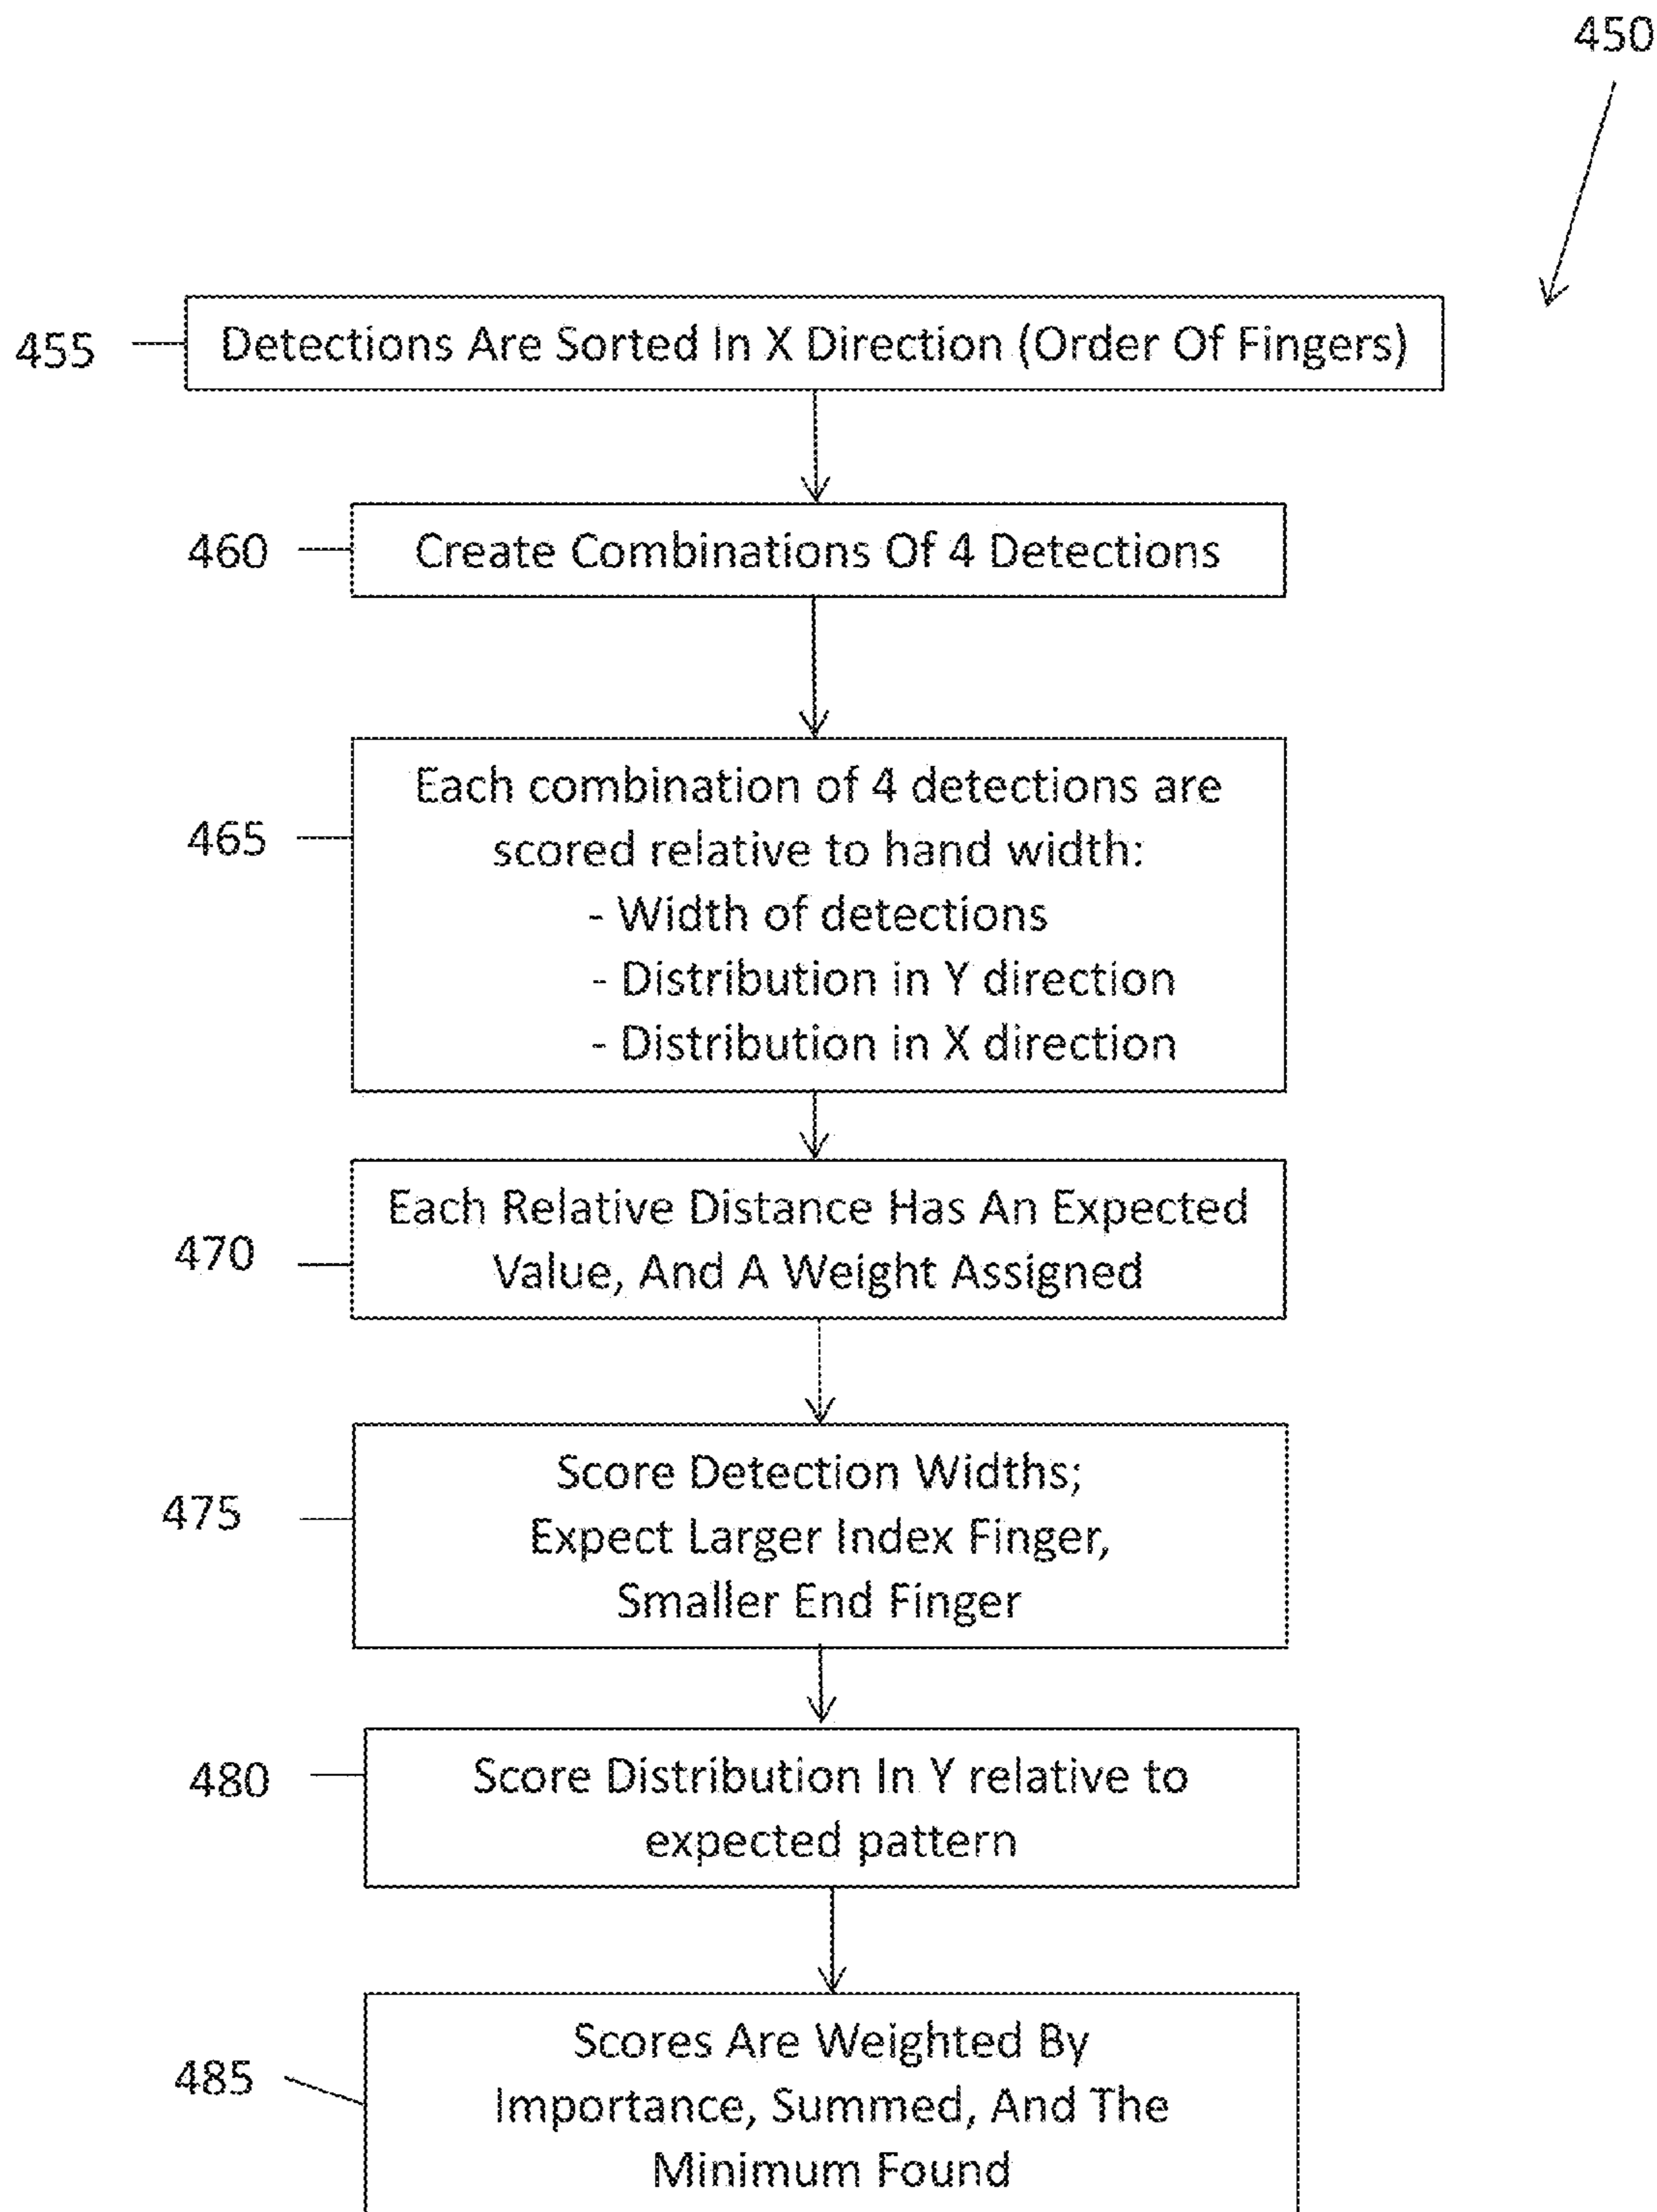 450
455
Detections Are Sorted In X Direction (Order Of Fingers)
460
Create Combinations Of 4 Detections
465
Each combination of 4 detections are
scored relative to hand width:
- Width of detections
- Distribution in Y direction
- Distribution in X direction
470
Each Relative Distance Has An Expected
Value, And A Weight Assigned
475
Score Detection Widths;
Expect Larger Index Finger,
Smaller End Finger
480
Score Distribution In Y relative to
expected pattern
485
Scores Are Weighted By
Importance, Summed, And The
Minimum Found